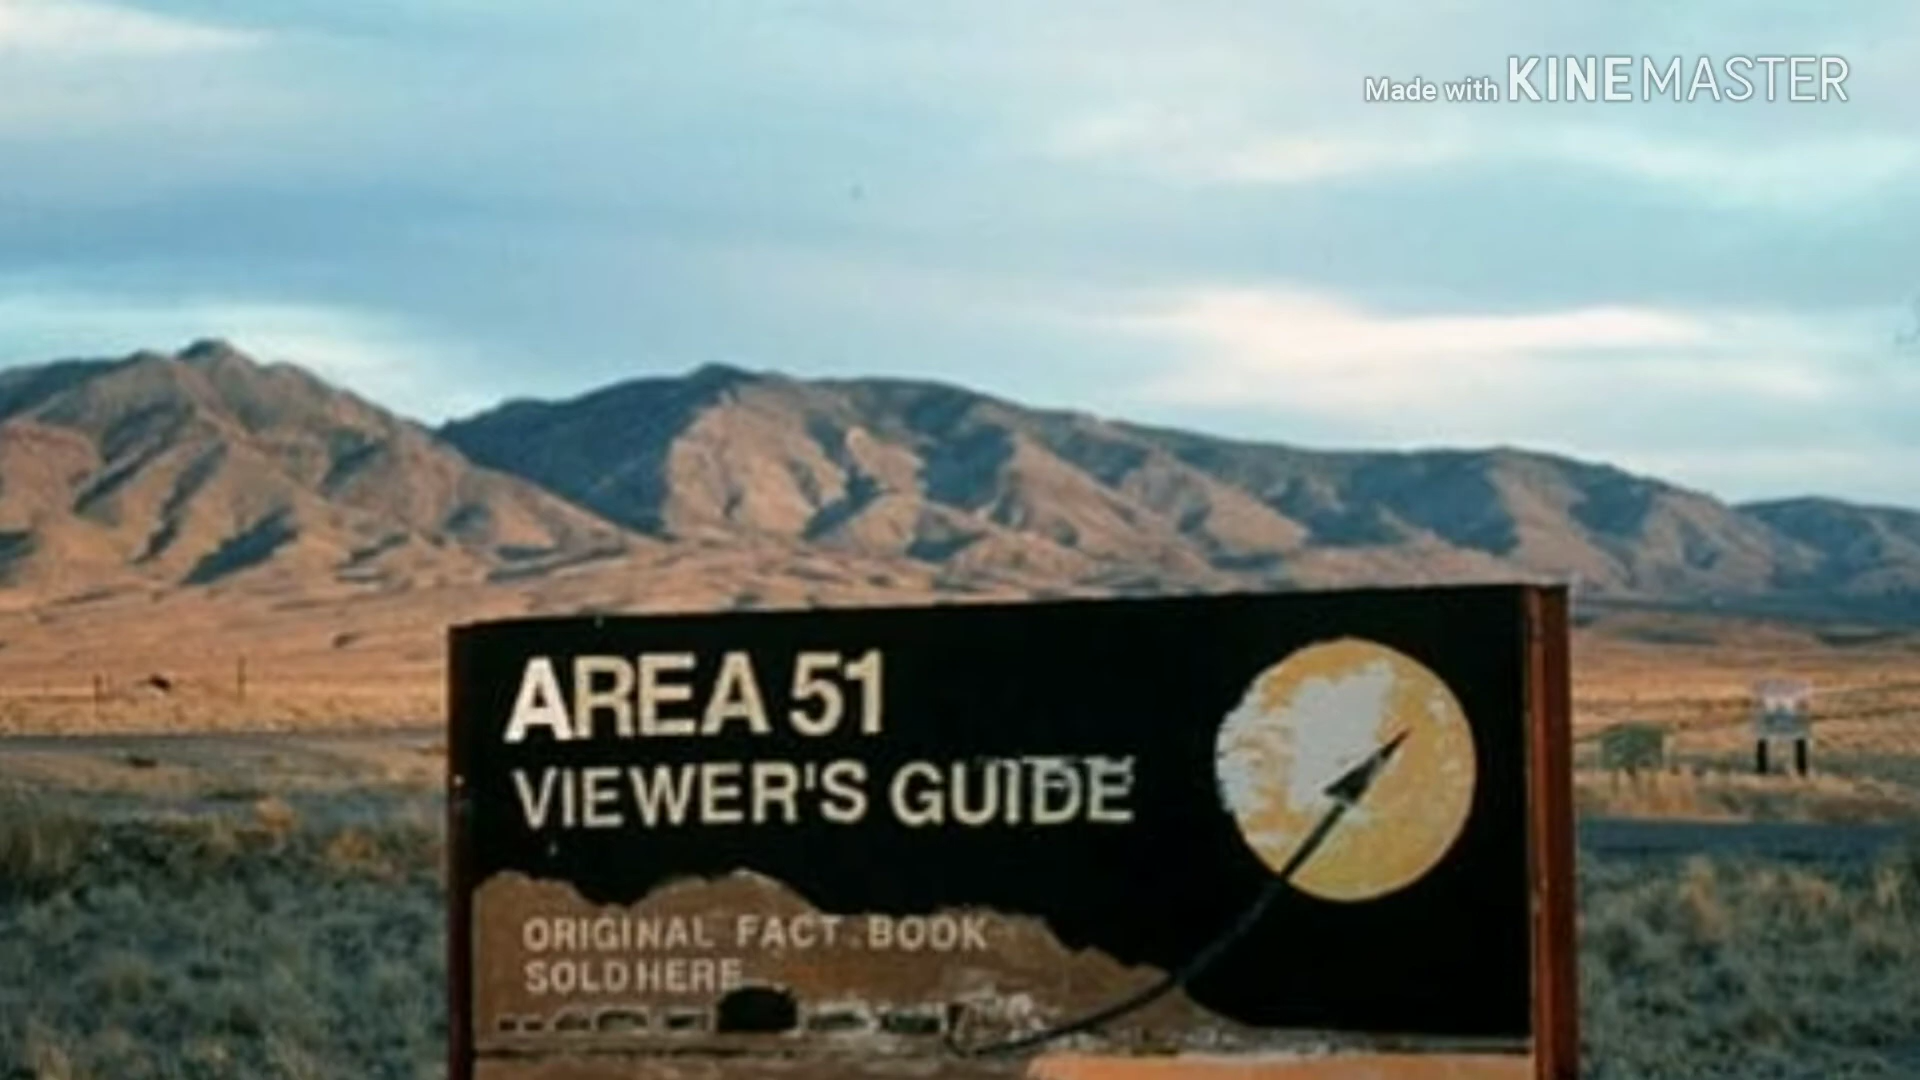 Made with KINEMASTER
AREA 51
VIEWER'S GUIDE
ORIGINAL FACT BOOK
SOLD HERE